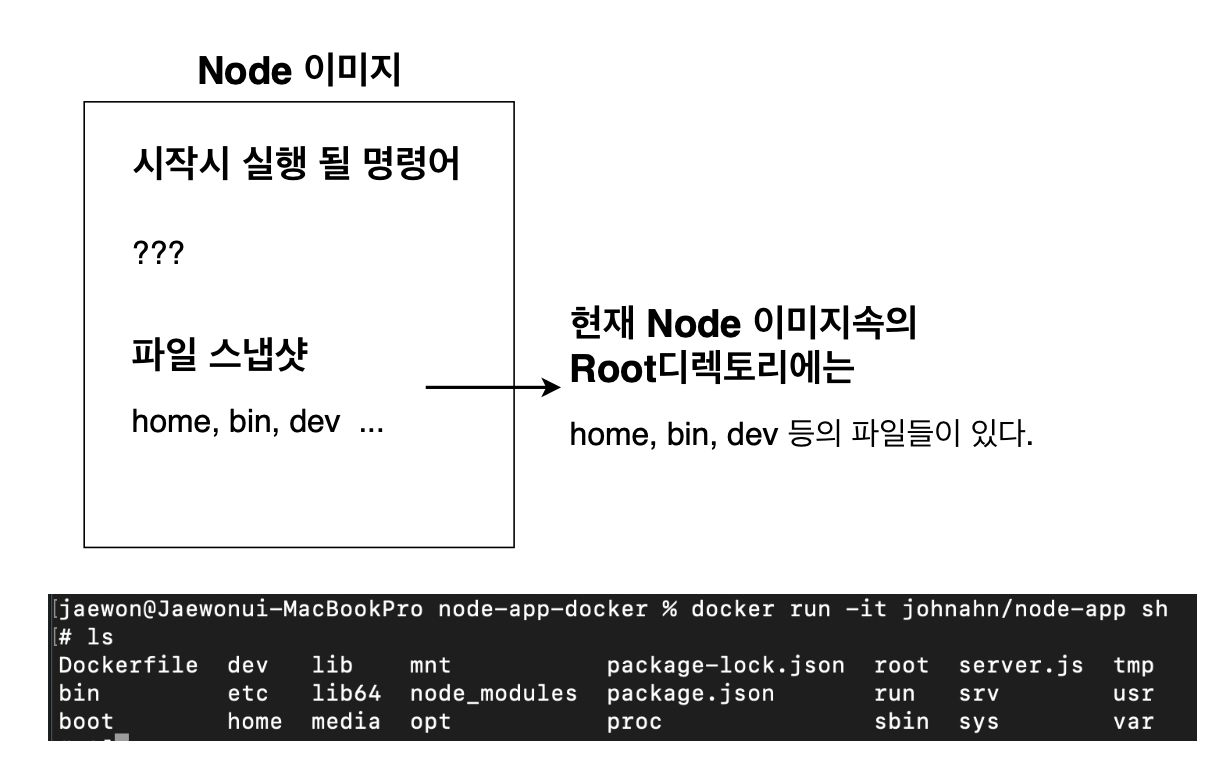 Node 이미지
시작시 실행 될 명령어
???
파일 스냅샷
home, bin, dev ...
현재 Node 이미지속의
Root디렉토리에는
home, bin, dev 등의 파일들이 있다.
[jaewon@Jaewonui-MacBookPro node-app-docker % docker run -it johnahn/node-app sh
[# ls
Dockerfile dev lib mnt package-lock.json root server.js tmp
bin etc lib64 node_modules package.json run srv usr
boot home media opt proc sbin sys var